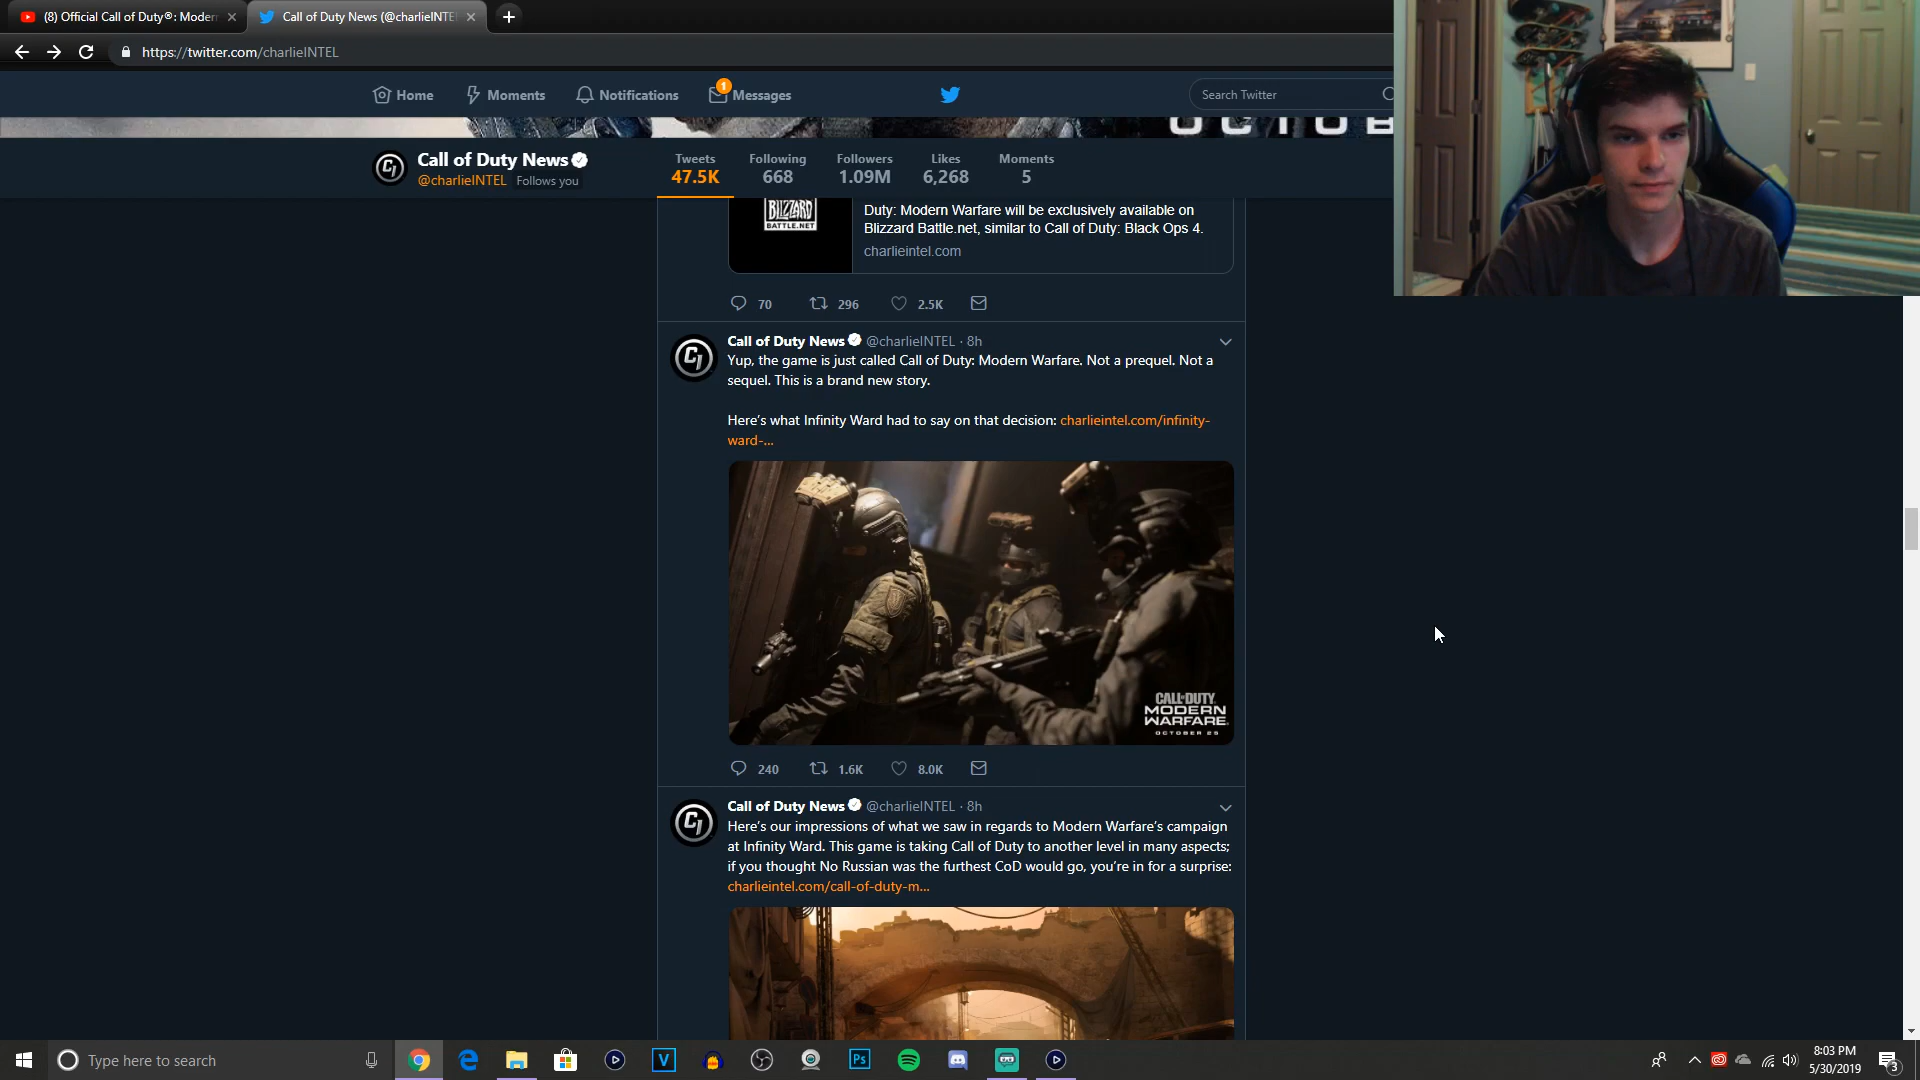 (8) Official Call of Duty®: Moder
Call of Duty News (@charlieINTE
https://twitter.com/charlieINTEL
Home
Moments
Notifications
1
Messages
Search Twitter
Call of Duty News
@charlieINTEL Follows you
Tweets
47.5K
Following
668
Followers
1.09M
Likes
6,268
Moments
5
BLIZZARD
BATTLE.NET
Duty: Modern Warfare will be exclusively available on
Blizzard Battle.net, similar to Call of Duty: Black Ops 4.
charlieintel.com
70 296 2.5K
Call of Duty News @charlieINTEL · 8h
Yup, the game is just called Call of Duty: Modern Warfare. Not a prequel. Not a
sequel. This is a brand new story.
Here's what Infinity Ward had to say on that decision: charlieintel.com/infinity-
ward-...
CALL OF DUTY
MODERN
WARFARE
OCTOBER 25
240 1.6K 8.0K
Call of Duty News @charlieINTEL · 8h
Here's our impressions of what we saw in regards to Modern Warfare's campaign
at Infinity Ward. This game is taking Call of Duty to another level in many aspects;
if you thought No Russian was the furthest CoD would go, you're in for a surprise:
charlieintel.com/call-of-duty-m...
Type here to search
V
Ps
8:03 PM
5/30/2019
3